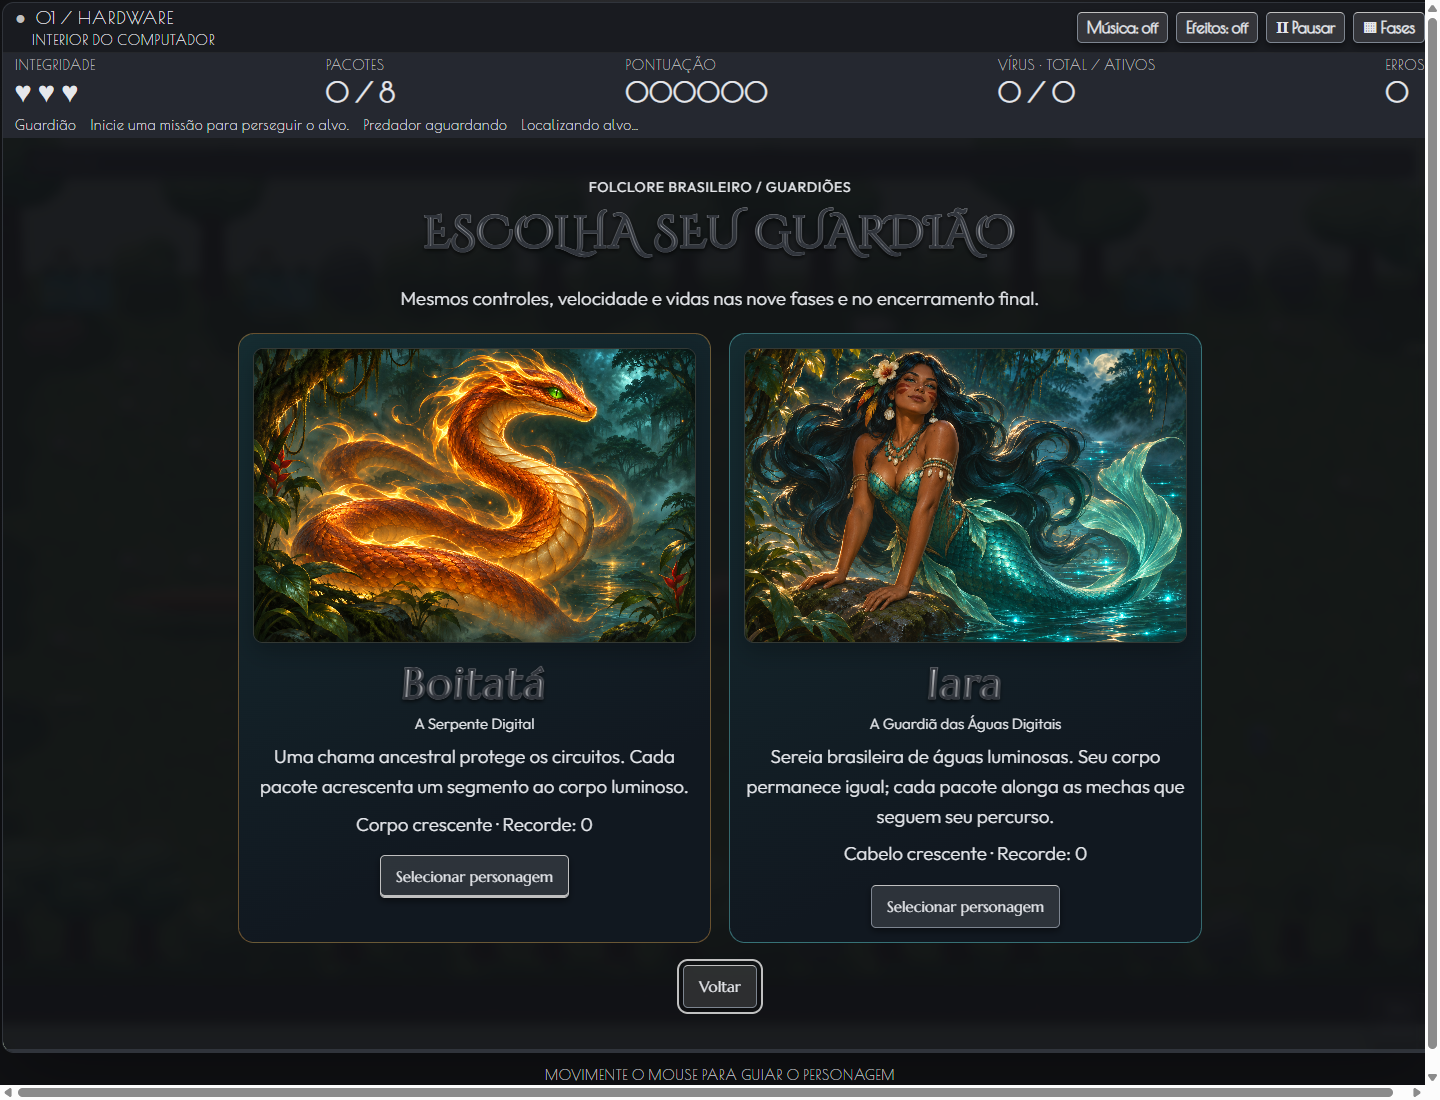 01 / HARDWARE
INTERIOR DO COMPUTADOR
Música: off
Efeitos: off
Pausar
Fases
INTEGRIDADE
PACOTES
PONTUAÇÃO
VÍRUS · TOTAL / ATIVOS
ERROS
♥ ♥ ♥
0 / 8
000000
0 / 0
0
Guardião
Inicie uma missão para perseguir o alvo.
Predador aguardando
Localizando alvo...
FOLCLORE BRASILEIRO / GUARDIÕES
ESCOLHA SEU GUARDIÃO
Mesmos controles, velocidade e vidas nas nove fases e no encerramento final.
Boitatá
A Serpente Digital
Uma chama ancestral protege os circuitos. Cada
pacote acrescenta um segmento ao corpo luminoso.
Corpo crescente · Recorde: 0
Selecionar personagem
Iara
A Guardiã das Águas Digitais
Sereia brasileira de águas luminosas. Seu corpo
permanece igual; cada pacote alonga as mechas que
seguem seu percurso.
Cabelo crescente · Recorde: 0
Selecionar personagem
Voltar
MOVIMENTE O MOUSE PARA GUIAR O PERSONAGEM